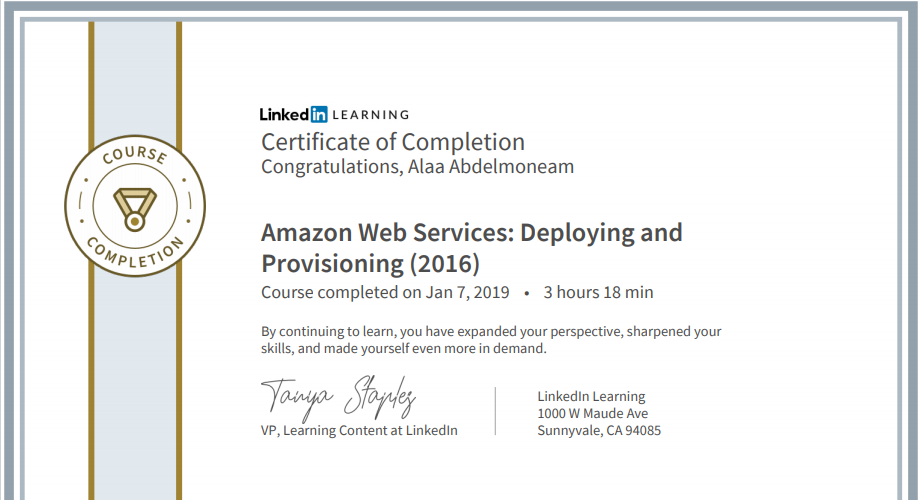 LinkedIn LEARNING
Certificate of Completion
Congratulations, Alaa Abdelmoneam
COURSE
COMPLETION
Amazon Web Services: Deploying and
Provisioning (2016)
Course completed on Jan 7, 2019 • 3 hours 18 min
By continuing to learn, you have expanded your perspective, sharpened your
skills, and made yourself even more in demand.
Tanya Staples
VP, Learning Content at LinkedIn
LinkedIn Learning
1000 W Maude Ave
Sunnyvale, CA 94085